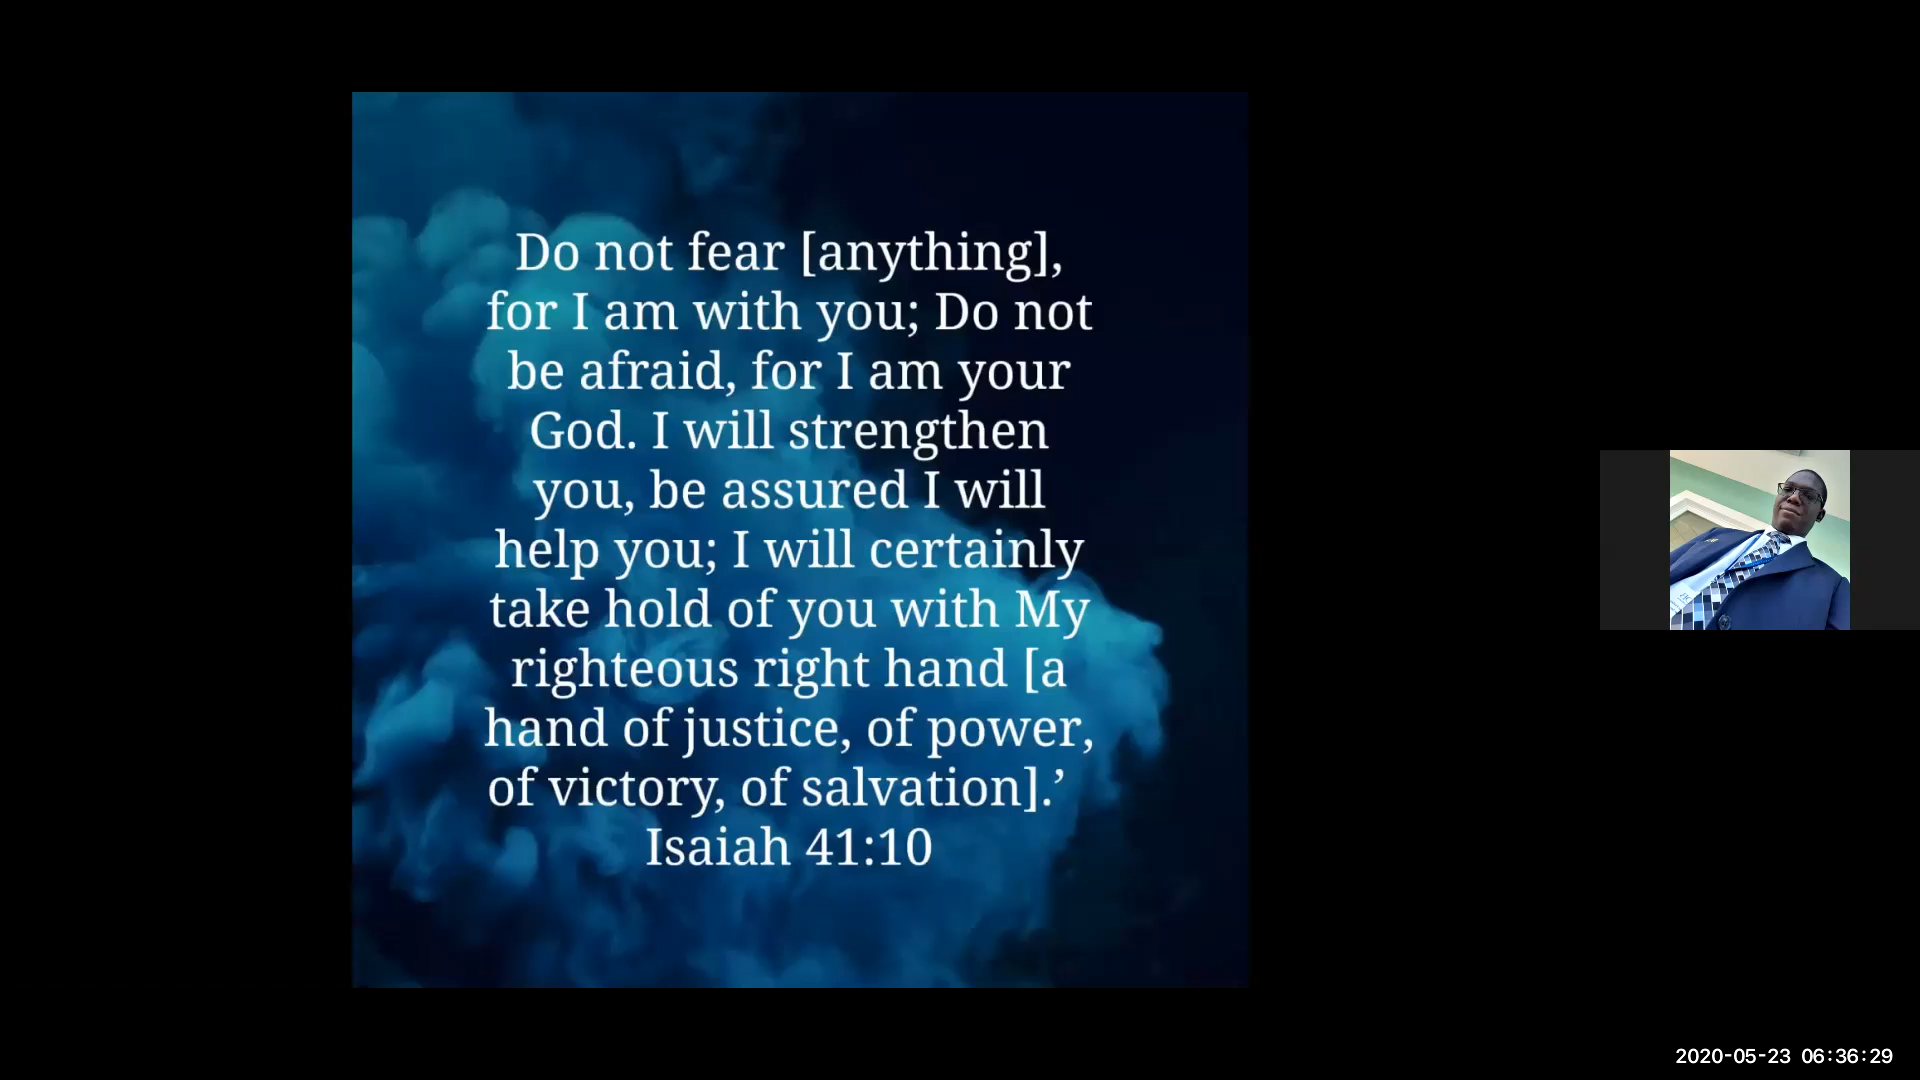 Do not fear [anything],
for I am with you; Do not
be afraid, for I am your
God. I will strengthen
you, be assured I will
help you; I will certainly
take hold of you with My
righteous right hand [a
hand of justice, of power,
of victory, of salvation].’
Isaiah 41:10
2020-05-23 06:36:29